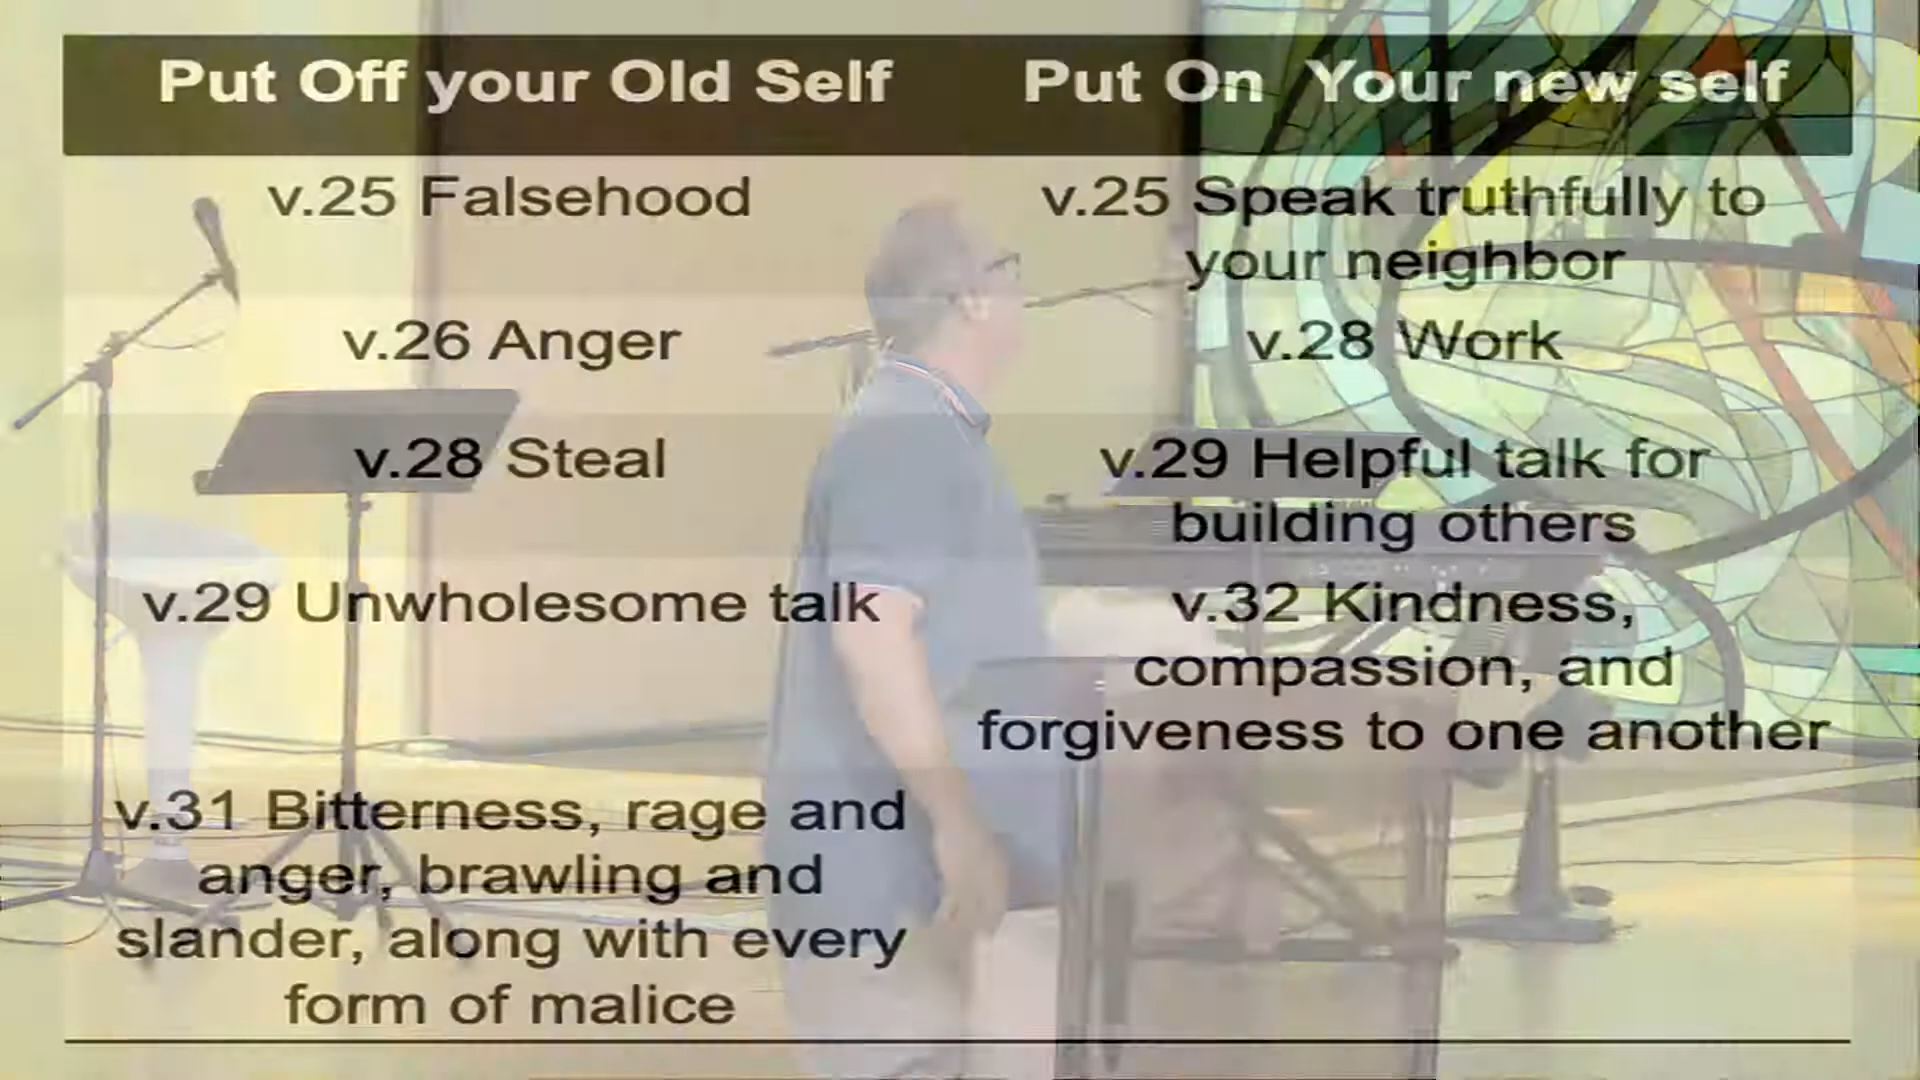 Put Off your Old Self
Put On Your new self
v.25 Falsehood
v.25 Speak truthfully to
your neighbor
v.26 Anger
v.28 Work
v.28 Steal
v.29 Helpful talk for
building others
v.29 Unwholesome talk
v.32 Kindness,
compassion, and
forgiveness to one another
v.31 Bitterness, rage and
anger, brawling and
slander, along with every
form of malice